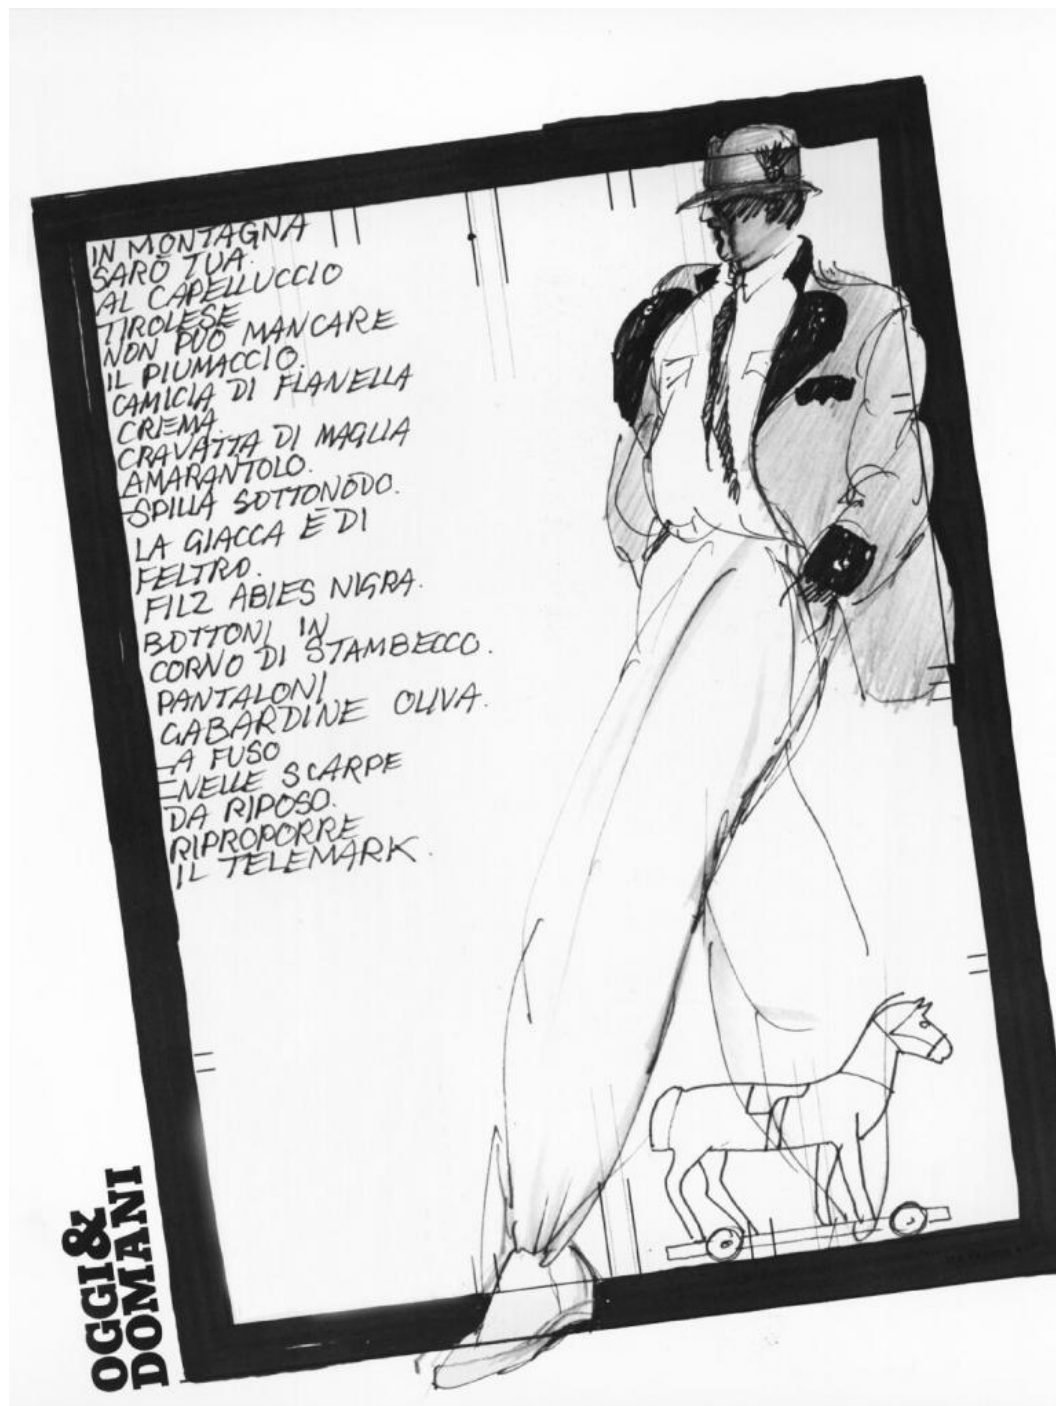 IN MONTAGNA
SARÒ TUA.
AL CAPELLUCCIO
TIROLESE
NON PUÒ MANCARE
IL PIUMACCIO.
CAMICIA DI FLANELLA
CRIEMA.
CRAVATTA DI MAGLIA
AMARANTOLO.
SPILLA SOTTONODO.
LA GIACCA È DI
FELTRO.
FILZ ABIES NIGRA.
BOTTONI IN
CORNO DI STAMBECCO.
PANTALONI
GABARDINE OLIVA.
A FUSO
NELLE SCARPE
DA RIPOSO.
RIPROPORRE
IL TELEMARK.
OGGI&
DOMANI